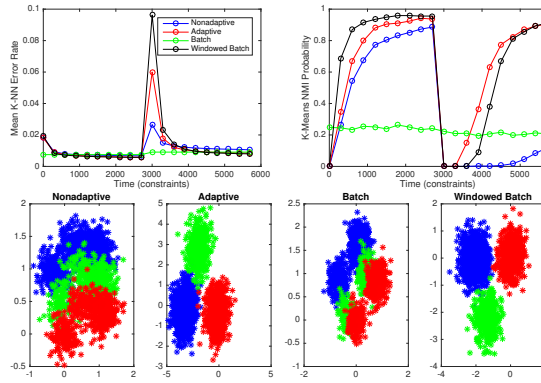 Nonadaptive
Adaptive
Batch
Windowed Batch
Mean K-NN Error Rate
0.1
0.08
0.06
0.04
0.02
0
0 1000 2000 3000 4000 5000 6000
Time (constraints)
K-Means NMI Probability
1
0.8
0.6
0.4
0.2
0
0 1000 2000 3000 4000 5000
Time (constraints)
Nonadaptive
2
1.5
1
0.5
0
-0.5
-1 0 1 2
Adaptive
5
4
3
2
1
0
-1
-2
-3
-5 0 5
Batch
2.5
2
1.5
1
0.5
0
-0.5
-2 0 2
Windowed Batch
2
1
0
-1
-2
-3
-4
-4 -2 0 2